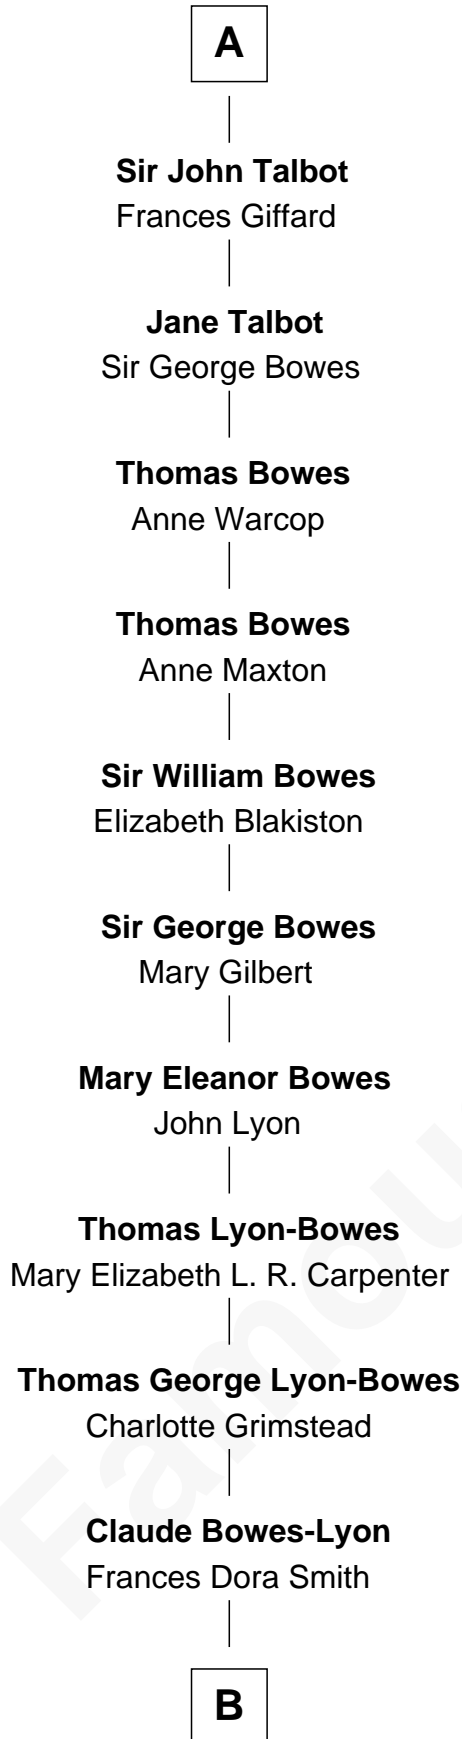 A
Sir John Talbot
Frances Giffard
Jane Talbot
Sir George Bowes
Thomas Bowes
Anne Warcop
Thomas Bowes
Anne Maxton
Sir William Bowes
Elizabeth Blakiston
Sir George Bowes
Mary Gilbert
Mary Eleanor Bowes
John Lyon
Thomas Lyon-Bowes
Mary Elizabeth L. R. Carpenter
Thomas George Lyon-Bowes
Charlotte Grimstead
Claude Bowes-Lyon
Frances Dora Smith
B
Famou